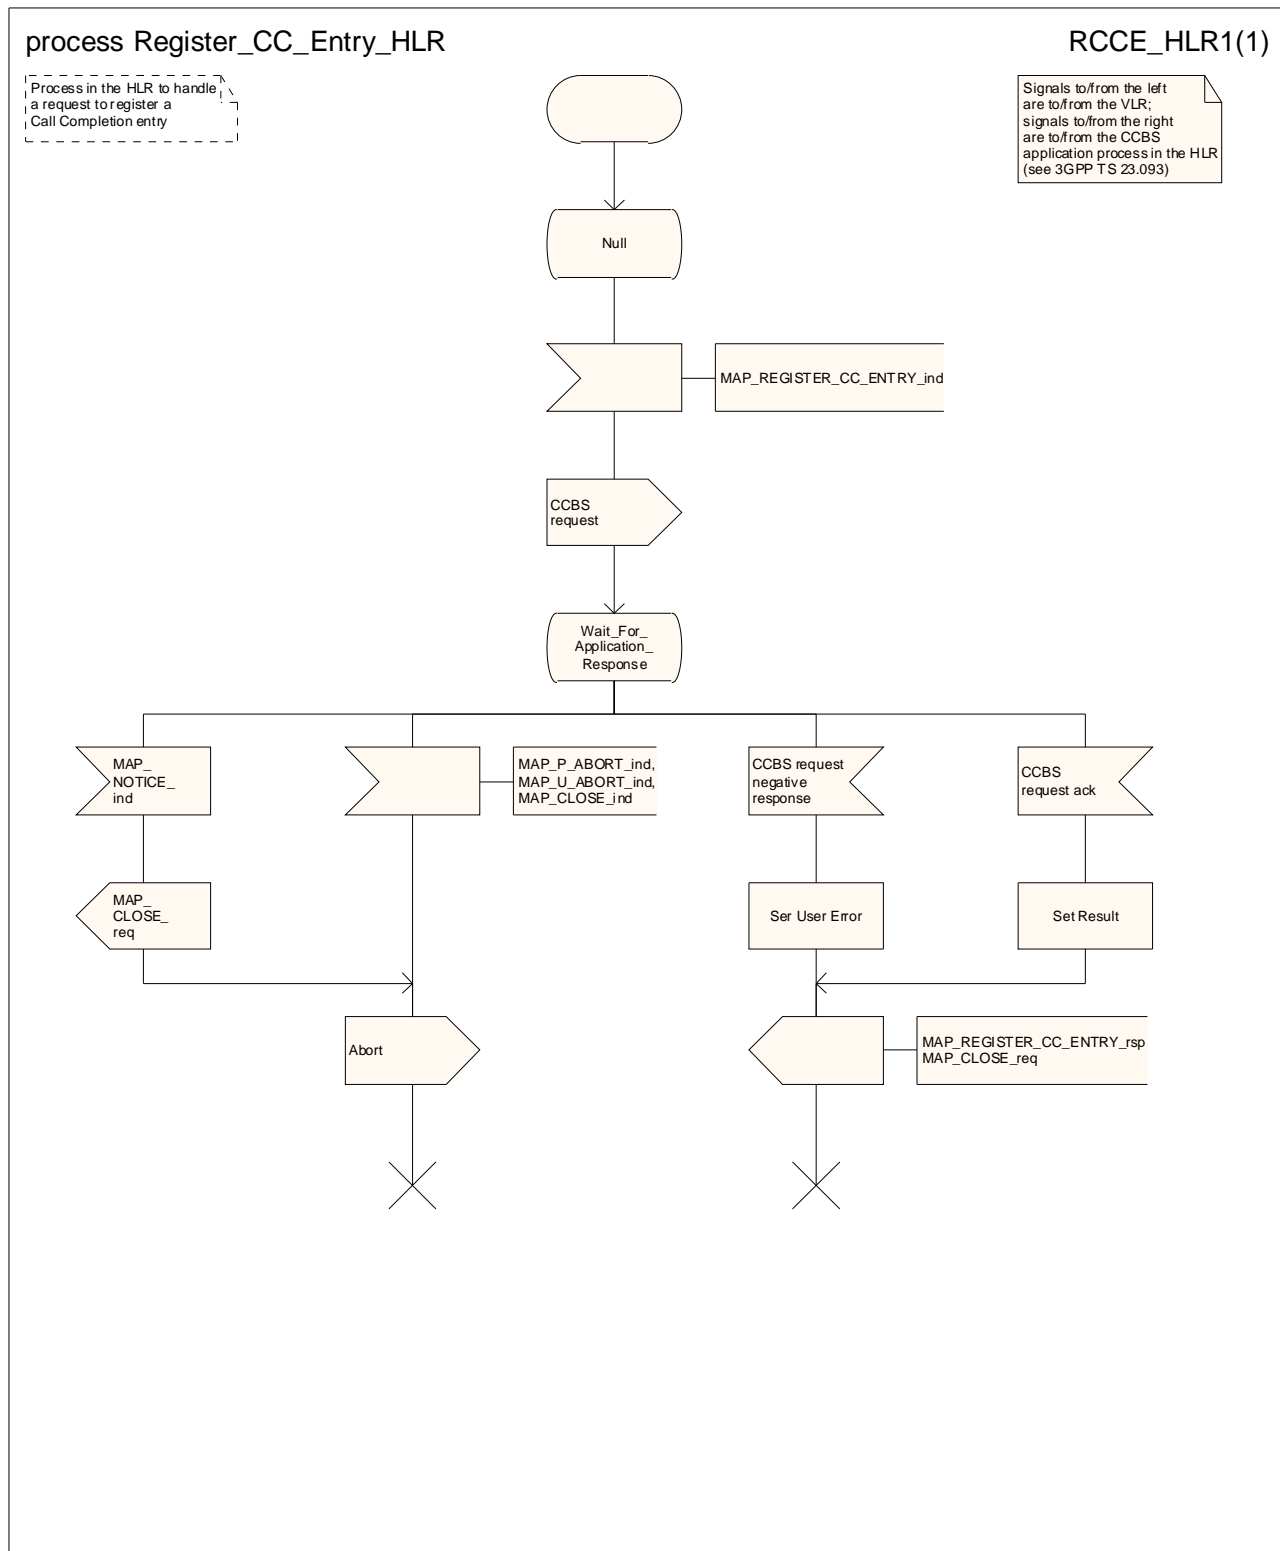 process Register_CC_Entry_HLR
RCCE_HLR1(1)
Process in the HLR to handle
a request to register a
Call Completion entry
Signals to/from the left
are to/from the VLR;
signals to/from the right
are to/from the CCBS
application process in the HLR
(see 3GPP TS 23.093)
Null
MAP_REGISTER_CC_ENTRY_ind
CCBS
request
Wait_For_
Application_
Response
MAP_
NOTICE_
ind
MAP_P_ABORT_ind,
MAP_U_ABORT_ind,
MAP_CLOSE_ind
CCBS request
negative
response
CCBS
request ack
MAP_
CLOSE_
req
Ser User Error
Set Result
Abort
MAP_REGISTER_CC_ENTRY_rsp
MAP_CLOSE_req